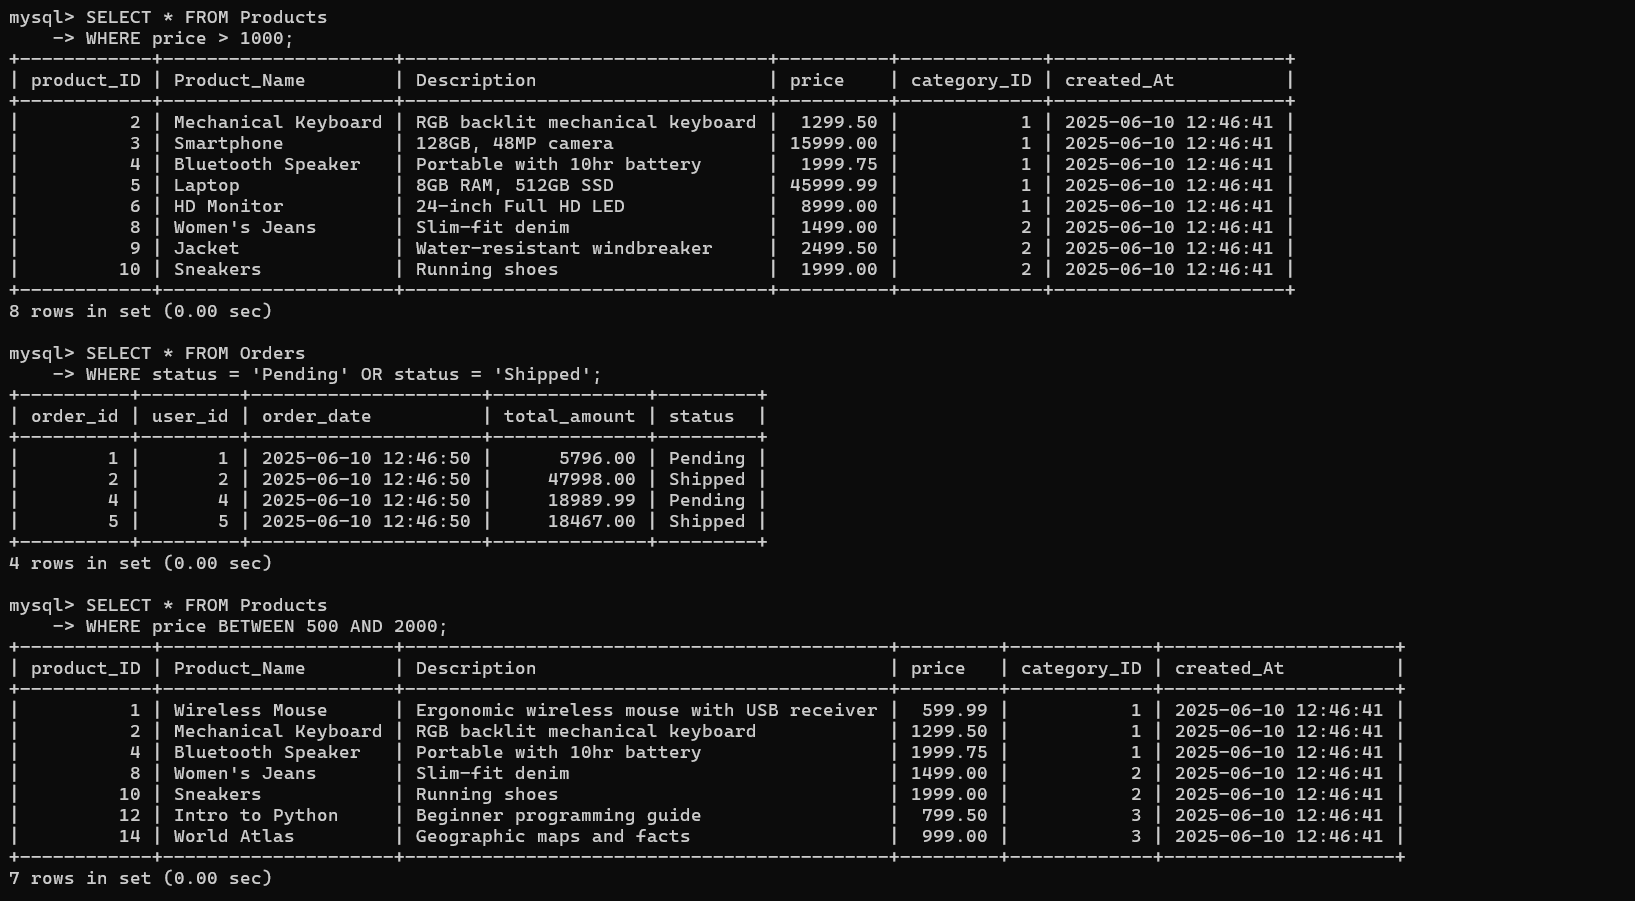 mysql> SELECT * FROM Products
    -> WHERE price > 1000;
+------------+---------------------+---------------------------------+----------+-------------+---------------------+
| product_ID | Product_Name        | Description                     | price    | category_ID | created_At          |
+------------+---------------------+---------------------------------+----------+-------------+---------------------+
|          2 | Mechanical Keyboard | RGB backlit mechanical keyboard |  1299.50 |           1 | 2025-06-10 12:46:41 |
|          3 | Smartphone          | 128GB, 48MP camera              | 15999.00 |           1 | 2025-06-10 12:46:41 |
|          4 | Bluetooth Speaker   | Portable with 10hr battery      |  1999.75 |           1 | 2025-06-10 12:46:41 |
|          5 | Laptop              | 8GB RAM, 512GB SSD              | 45999.99 |           1 | 2025-06-10 12:46:41 |
|          6 | HD Monitor          | 24-inch Full HD LED             |  8999.00 |           1 | 2025-06-10 12:46:41 |
|          8 | Women's Jeans       | Slim-fit denim                  |  1499.00 |           2 | 2025-06-10 12:46:41 |
|          9 | Jacket              | Water-resistant windbreaker     |  2499.50 |           2 | 2025-06-10 12:46:41 |
|         10 | Sneakers            | Running shoes                   |  1999.00 |           2 | 2025-06-10 12:46:41 |
+------------+---------------------+---------------------------------+----------+-------------+---------------------+
8 rows in set (0.00 sec)

mysql> SELECT * FROM Orders
    -> WHERE status = 'Pending' OR status = 'Shipped';
+----------+---------+---------------------+--------------+---------+
| order_id | user_id | order_date          | total_amount | status  |
+----------+---------+---------------------+--------------+---------+
|        1 |       1 | 2025-06-10 12:46:50 |      5796.00 | Pending |
|        2 |       2 | 2025-06-10 12:46:50 |     47998.00 | Shipped |
|        4 |       4 | 2025-06-10 12:46:50 |     18989.99 | Pending |
|        5 |       5 | 2025-06-10 12:46:50 |     18467.00 | Shipped |
+----------+---------+---------------------+--------------+---------+
4 rows in set (0.00 sec)

mysql> SELECT * FROM Products
    -> WHERE price BETWEEN 500 AND 2000;
+------------+---------------------+--------------------------------------------+---------+-------------+---------------------+
| product_ID | Product_Name        | Description                                | price   | category_ID | created_At          |
+------------+---------------------+--------------------------------------------+---------+-------------+---------------------+
|          1 | Wireless Mouse      | Ergonomic wireless mouse with USB receiver |  599.99 |           1 | 2025-06-10 12:46:41 |
|          2 | Mechanical Keyboard | RGB backlit mechanical keyboard            | 1299.50 |           1 | 2025-06-10 12:46:41 |
|          4 | Bluetooth Speaker   | Portable with 10hr battery                 | 1999.75 |           1 | 2025-06-10 12:46:41 |
|          8 | Women's Jeans       | Slim-fit denim                             | 1499.00 |           2 | 2025-06-10 12:46:41 |
|         10 | Sneakers            | Running shoes                              | 1999.00 |           2 | 2025-06-10 12:46:41 |
|         12 | Intro to Python     | Beginner programming guide                 |  799.50 |           3 | 2025-06-10 12:46:41 |
|         14 | World Atlas         | Geographic maps and facts                  |  999.00 |           3 | 2025-06-10 12:46:41 |
+------------+---------------------+--------------------------------------------+---------+-------------+---------------------+
7 rows in set (0.00 sec)